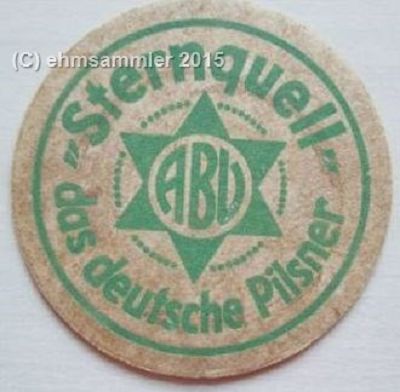 (C) ehmsammler 2015
„Sternquell"
ABU
das deutsche Pilsner